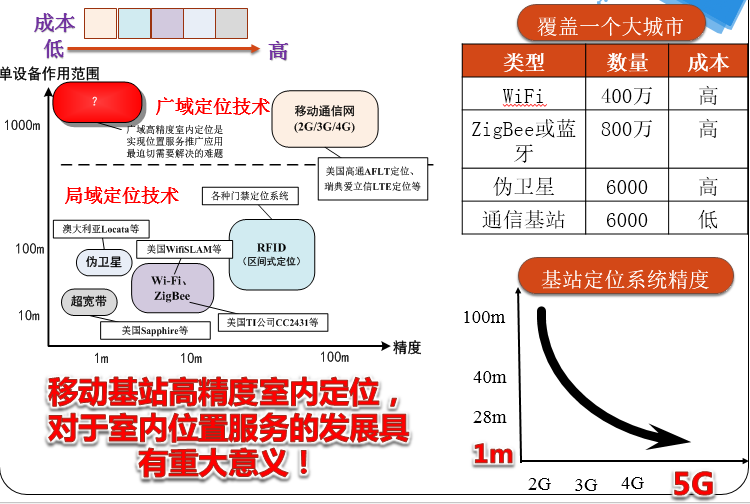 成本
低
高
单设备作用范围
1000m
100m
10m
?
广域定位技术
广域高精度室内定位是
实现位置服务推广应用
最迫切需要解决的难题
移动通信网
(2G/3G/4G)
美国高通AFLT定位、
瑞典爱立信LTE定位等
局域定位技术
各种门禁定位系统
澳大利亚Locata等
美国WifiSLAM等
伪卫星
RFID
(区间式定位)
Wi-Fi、
ZigBee
超宽带
美国Sapphire等
美国TI公司CC2431等
1m
10m
100m
精度
移动基站高精度室内定位，
对于室内位置服务的发展具
有重大意义！
覆盖一个大城市
类型 数量 成本
WiFi 400万 高
ZigBee或蓝
牙 800万 高
伪卫星 6000 高
通信基站 6000 低
基站定位系统精度
100m
40m
28m
1m
2G 3G 4G 5G